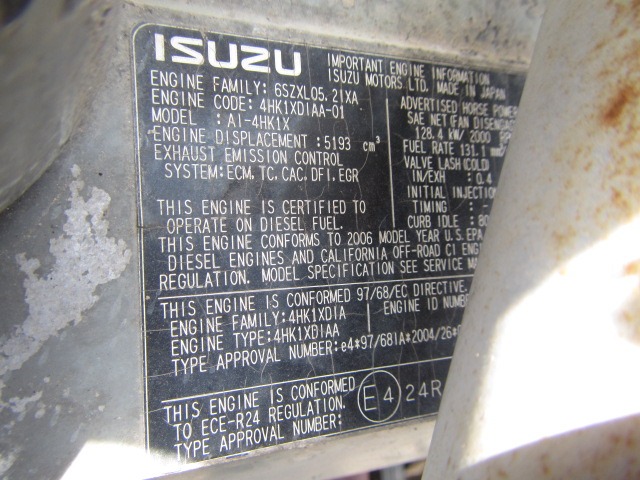 ISUZU
IMPORTANT ENGINE INFORMATION
ISUZU MOTORS LTD. MADE IN JAPAN
ENGINE FAMILY: 6SZXL05.2IXA
ENGINE CODE: 4HK1XDIAA-01
MODEL : AI-4HK1X
ENGINE DISPLACEMENT :5193 cm³
EXHAUST EMISSION CONTROL
SYSTEM:ECM, TC, CAC, DFI, EGR
ADVERTISED HORSE POWER
SAE NET(FAN
128.4 kW/ 2000
FUEL RATE 131.1
VALVE LASH(COLD)
IN/EXH : 0.4
INITIAL INJECTION
TIMING : -
CURB IDLE : 80
THIS ENGINE IS CERTIFIED TO
OPERATE ON DIESEL FUEL.
THIS ENGINE CONFORMS TO 2006 MODEL YEAR U.S.EPA
DIESEL ENGINES AND CALIFORNIA OFF-ROAD CI ENG
REGULATION. MODEL SPECIFICATION SEE SERVICE
THIS ENGINE IS CONFORMED 97/68/EC DIRECTIVE.
ENGINE FAMILY:4HK1XDIA
ENGINE ID NUMBE
ENGINE TYPE:4HK1XDIAA
TYPE APPROVAL NUMBER:e4*97/68IA*2004/26*
THIS ENGINE IS CONFORMED
TO ECE-R24 REGULATION.
TYPE APPROVAL NUMBER:
E4 24R